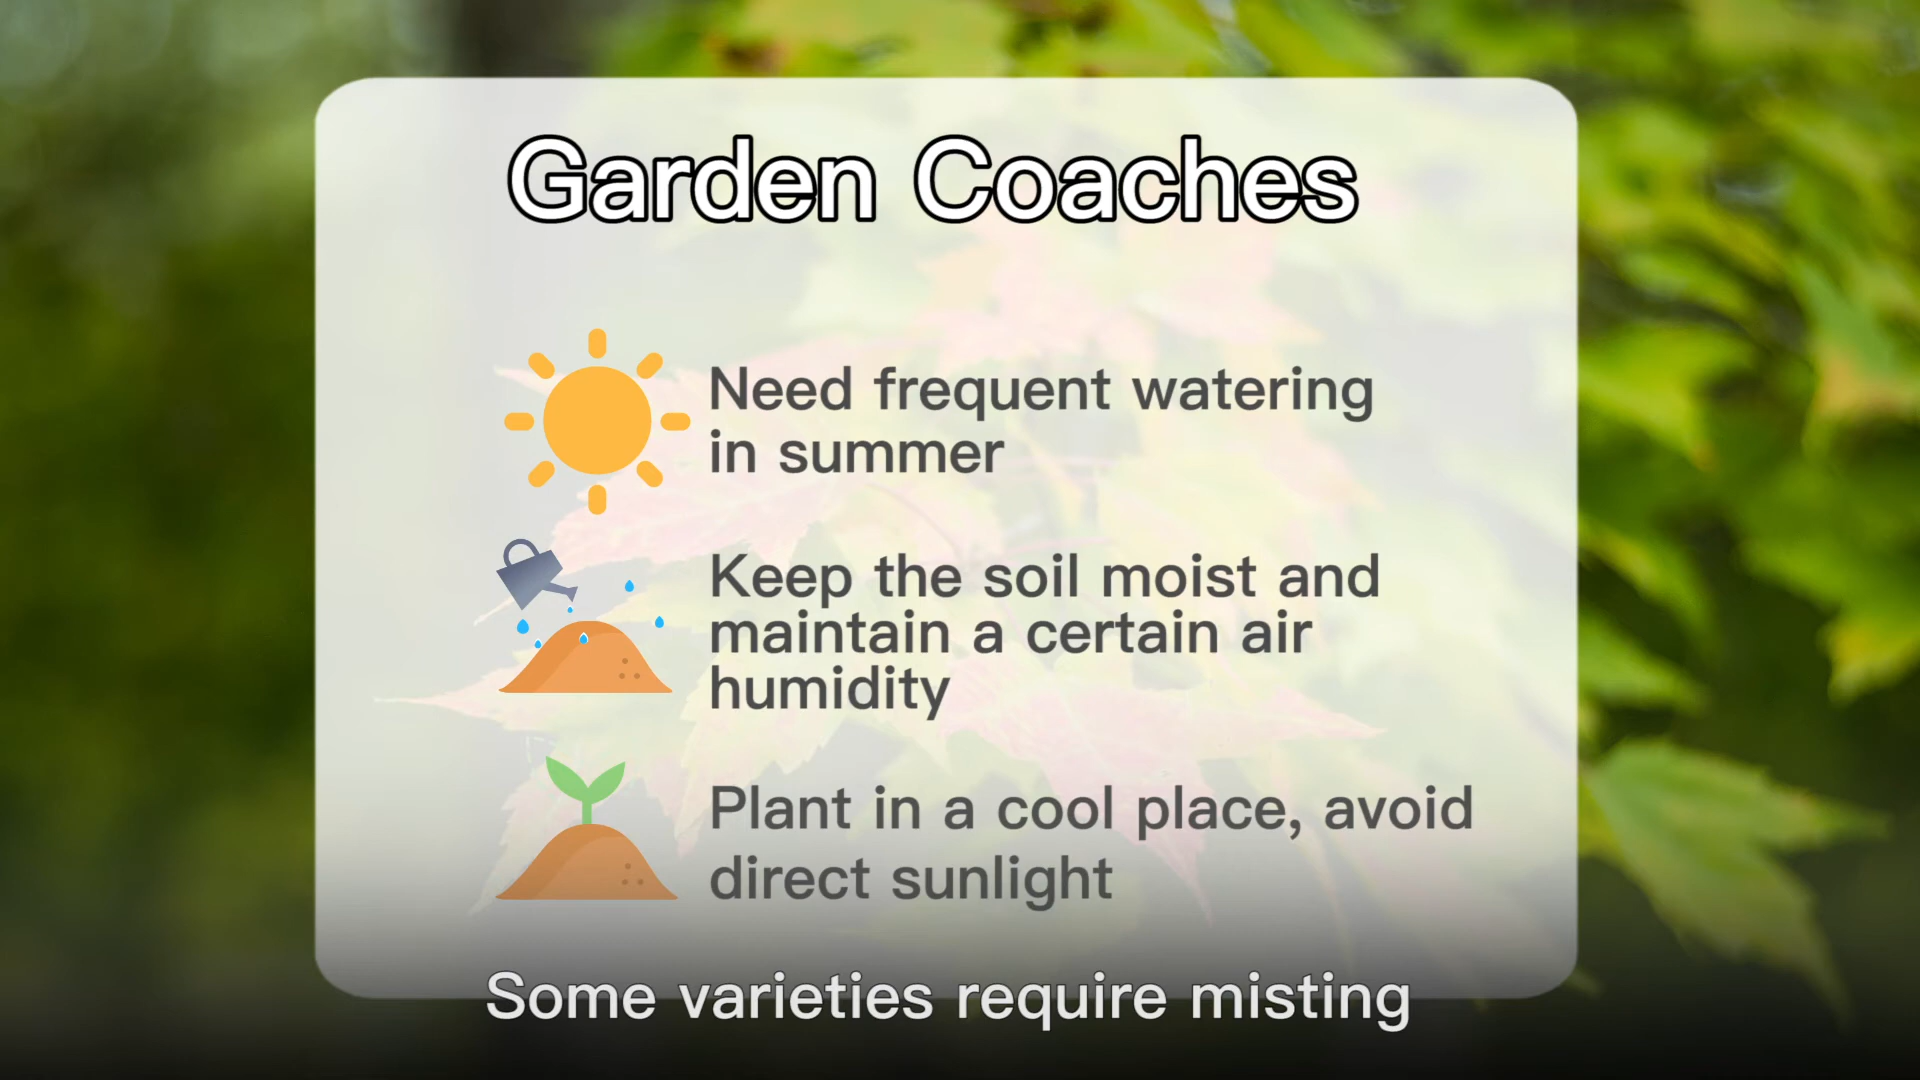 Garden Coaches
Need frequent watering
in summer
Keep the soil moist and
maintain a certain air
humidity
Plant in a cool place, avoid
direct sunlight
Some varieties require misting